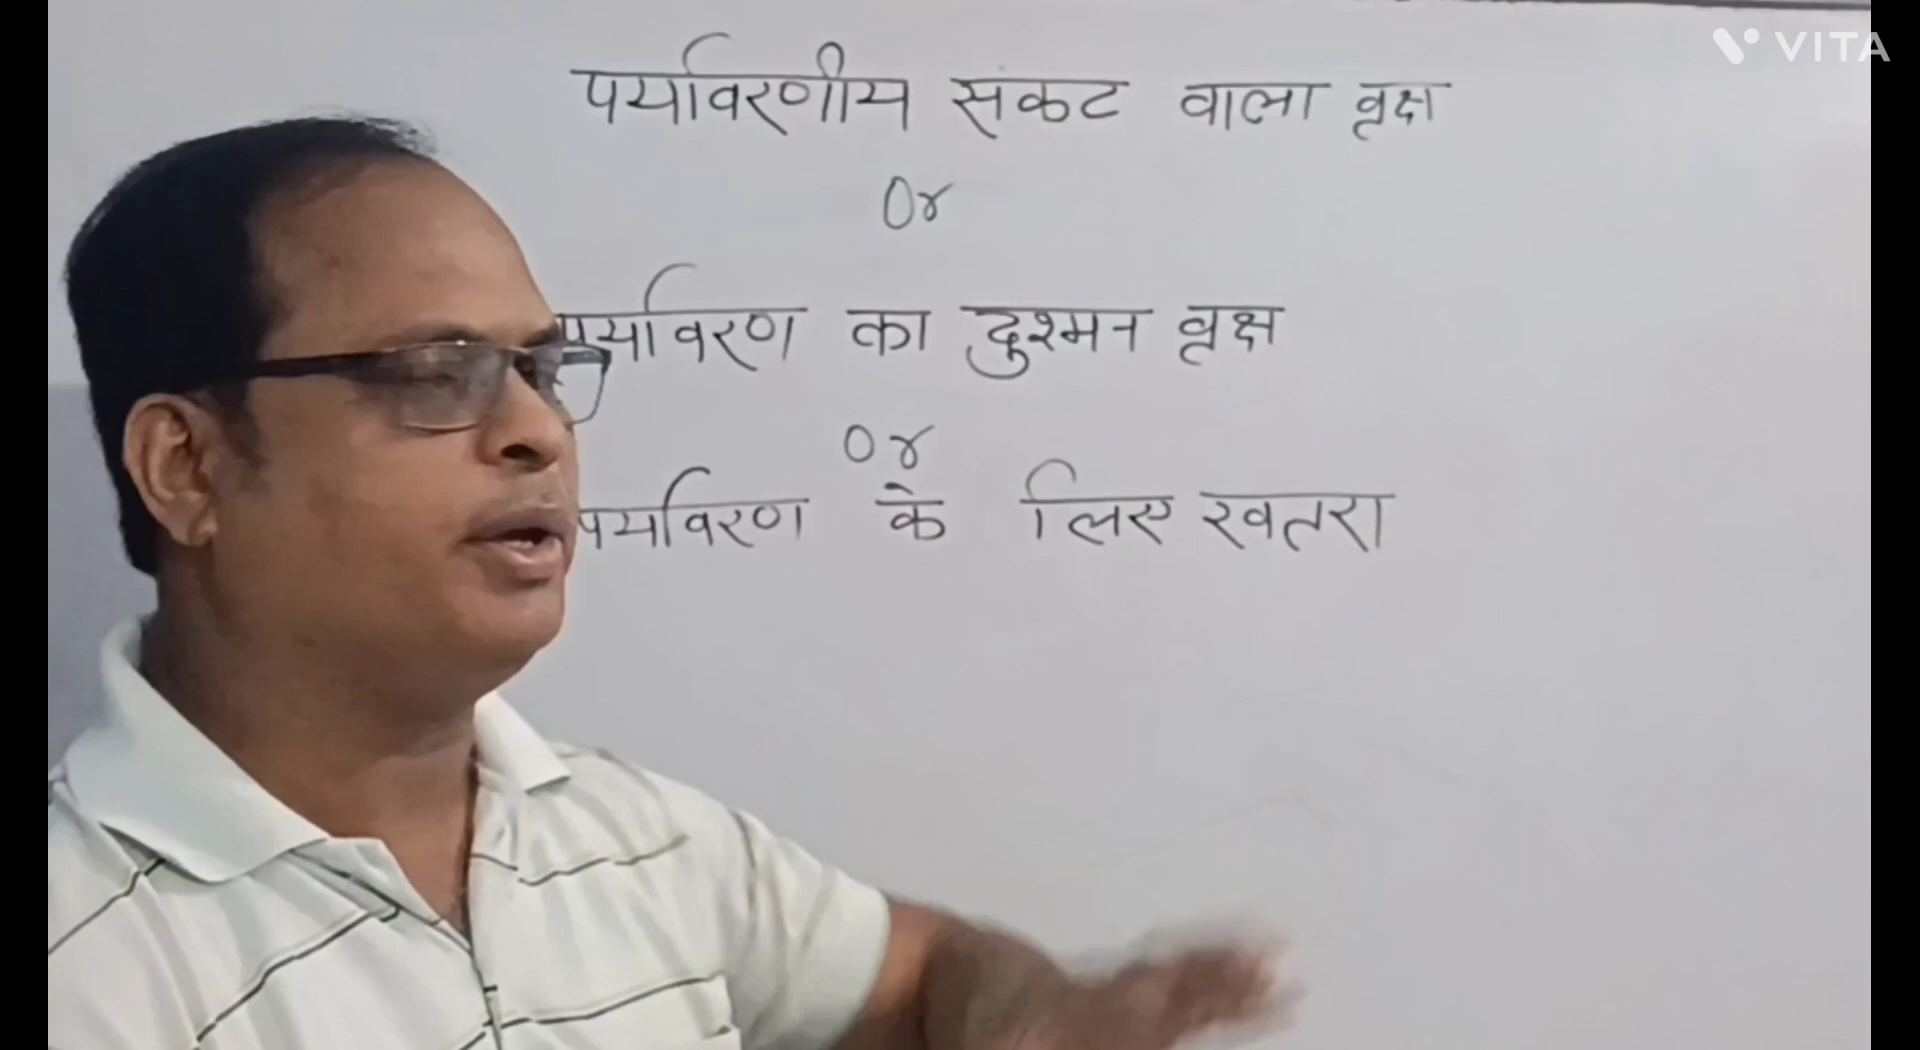 VITA
पर्यावरणीय संकट वाला वृक्ष
Or
पर्यावरण का दुश्मन वृक्ष
Or
पर्यावरण के लिए खतरा